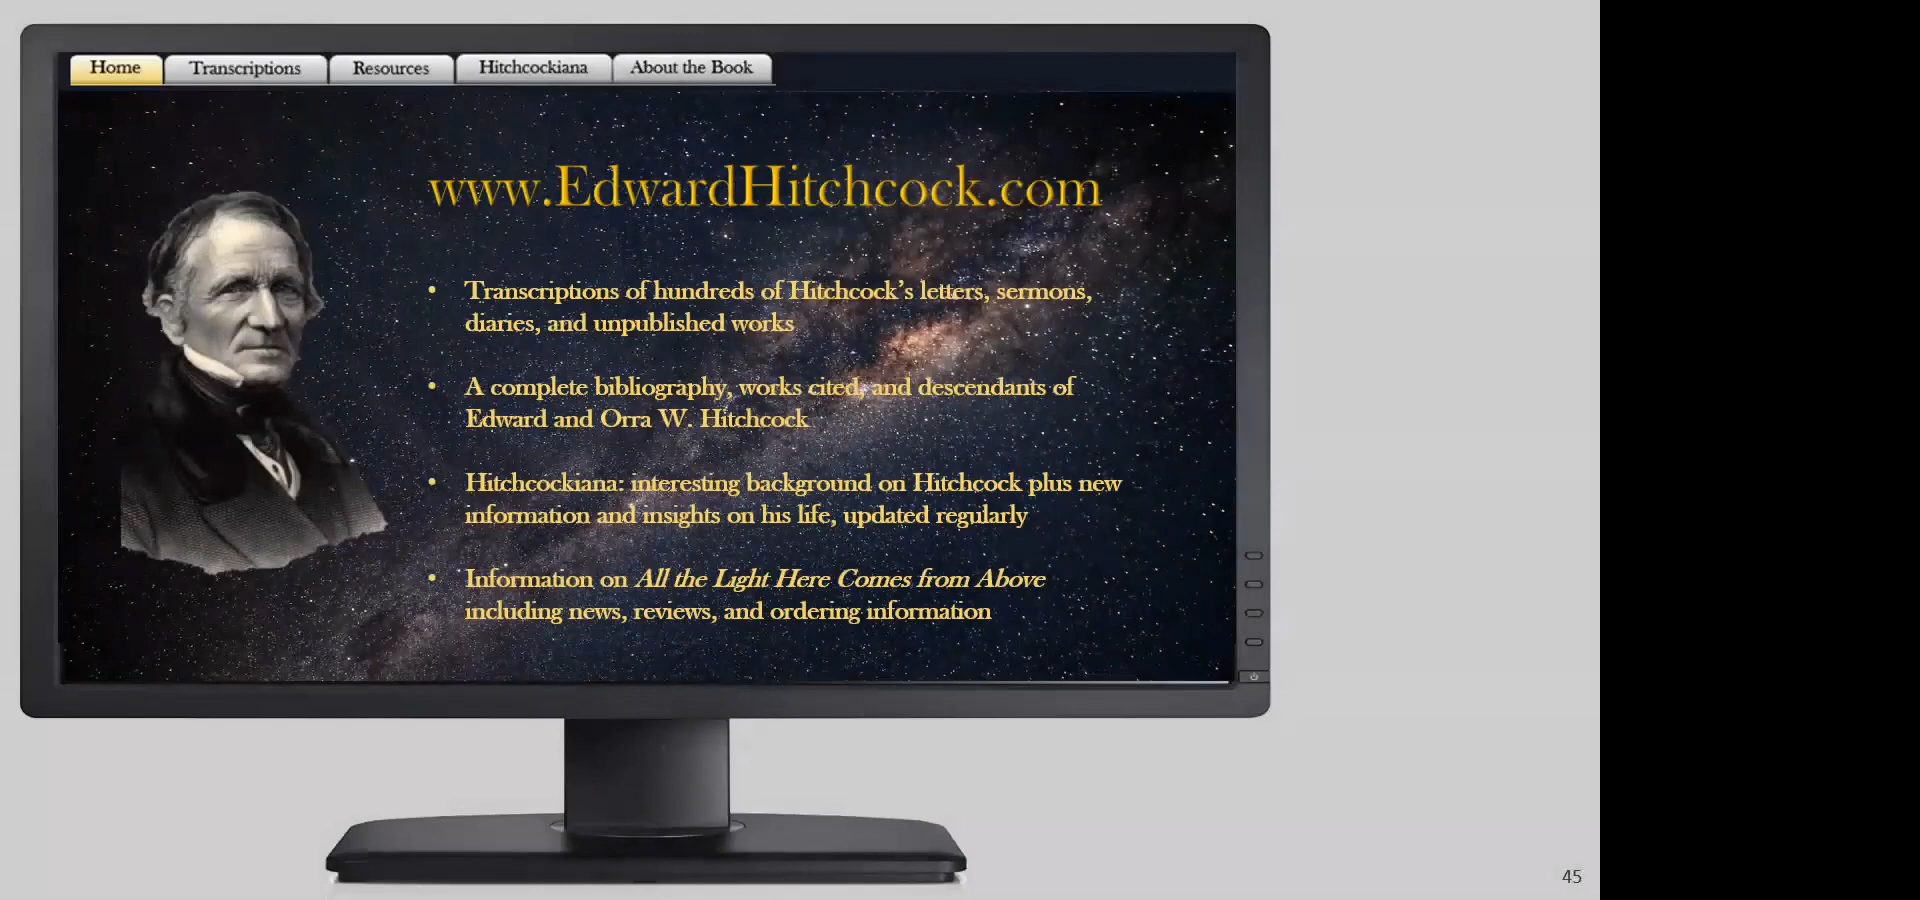 Home Transcriptions Resources Hitchcockiana About the Book
www.EdwardHitchcock.com
• Transcriptions of hundreds of Hitchcock’s letters, sermons,
diaries, and unpublished works
• A complete bibliography, works cited, and descendants of
Edward and Orra W. Hitchcock
• Hitchcockiana: interesting background on Hitchcock plus new
information and insights on his life, updated regularly
• Information on All the Light Here Comes from Above
including news, reviews, and ordering information
45